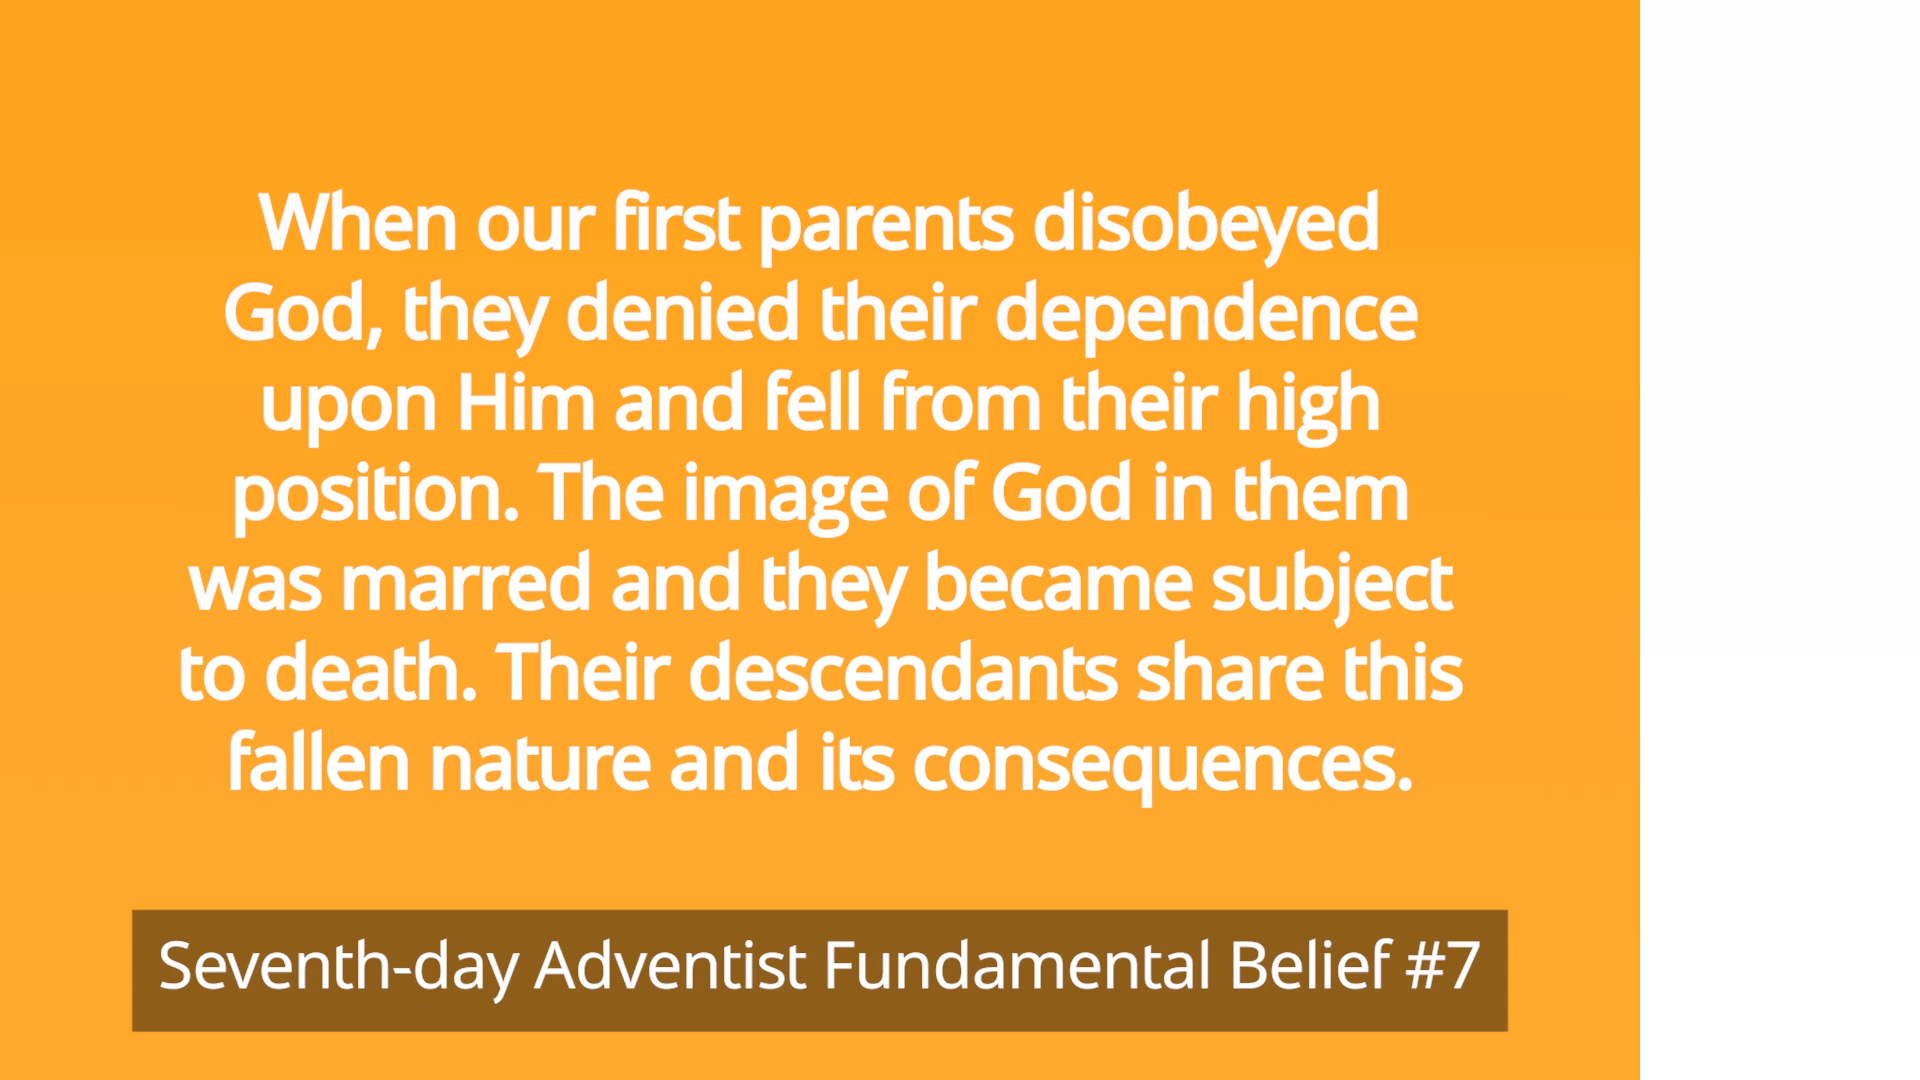 When our first parents disobeyed
God, they denied their dependence
upon Him and fell from their high
position. The image of God in them
was marred and they became subject
to death. Their descendants share this
fallen nature and its consequences.
Seventh-day Adventist Fundamental Belief #7